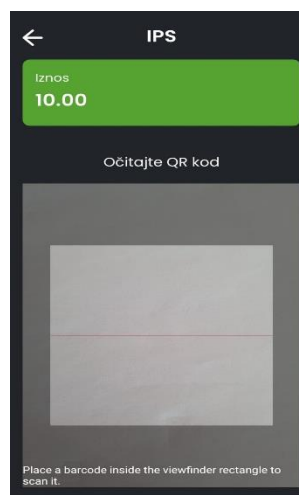 IPS
Iznos
10.00
Očitajte QR kod
Place a barcode inside the viewfinder rectangle to
scan it.